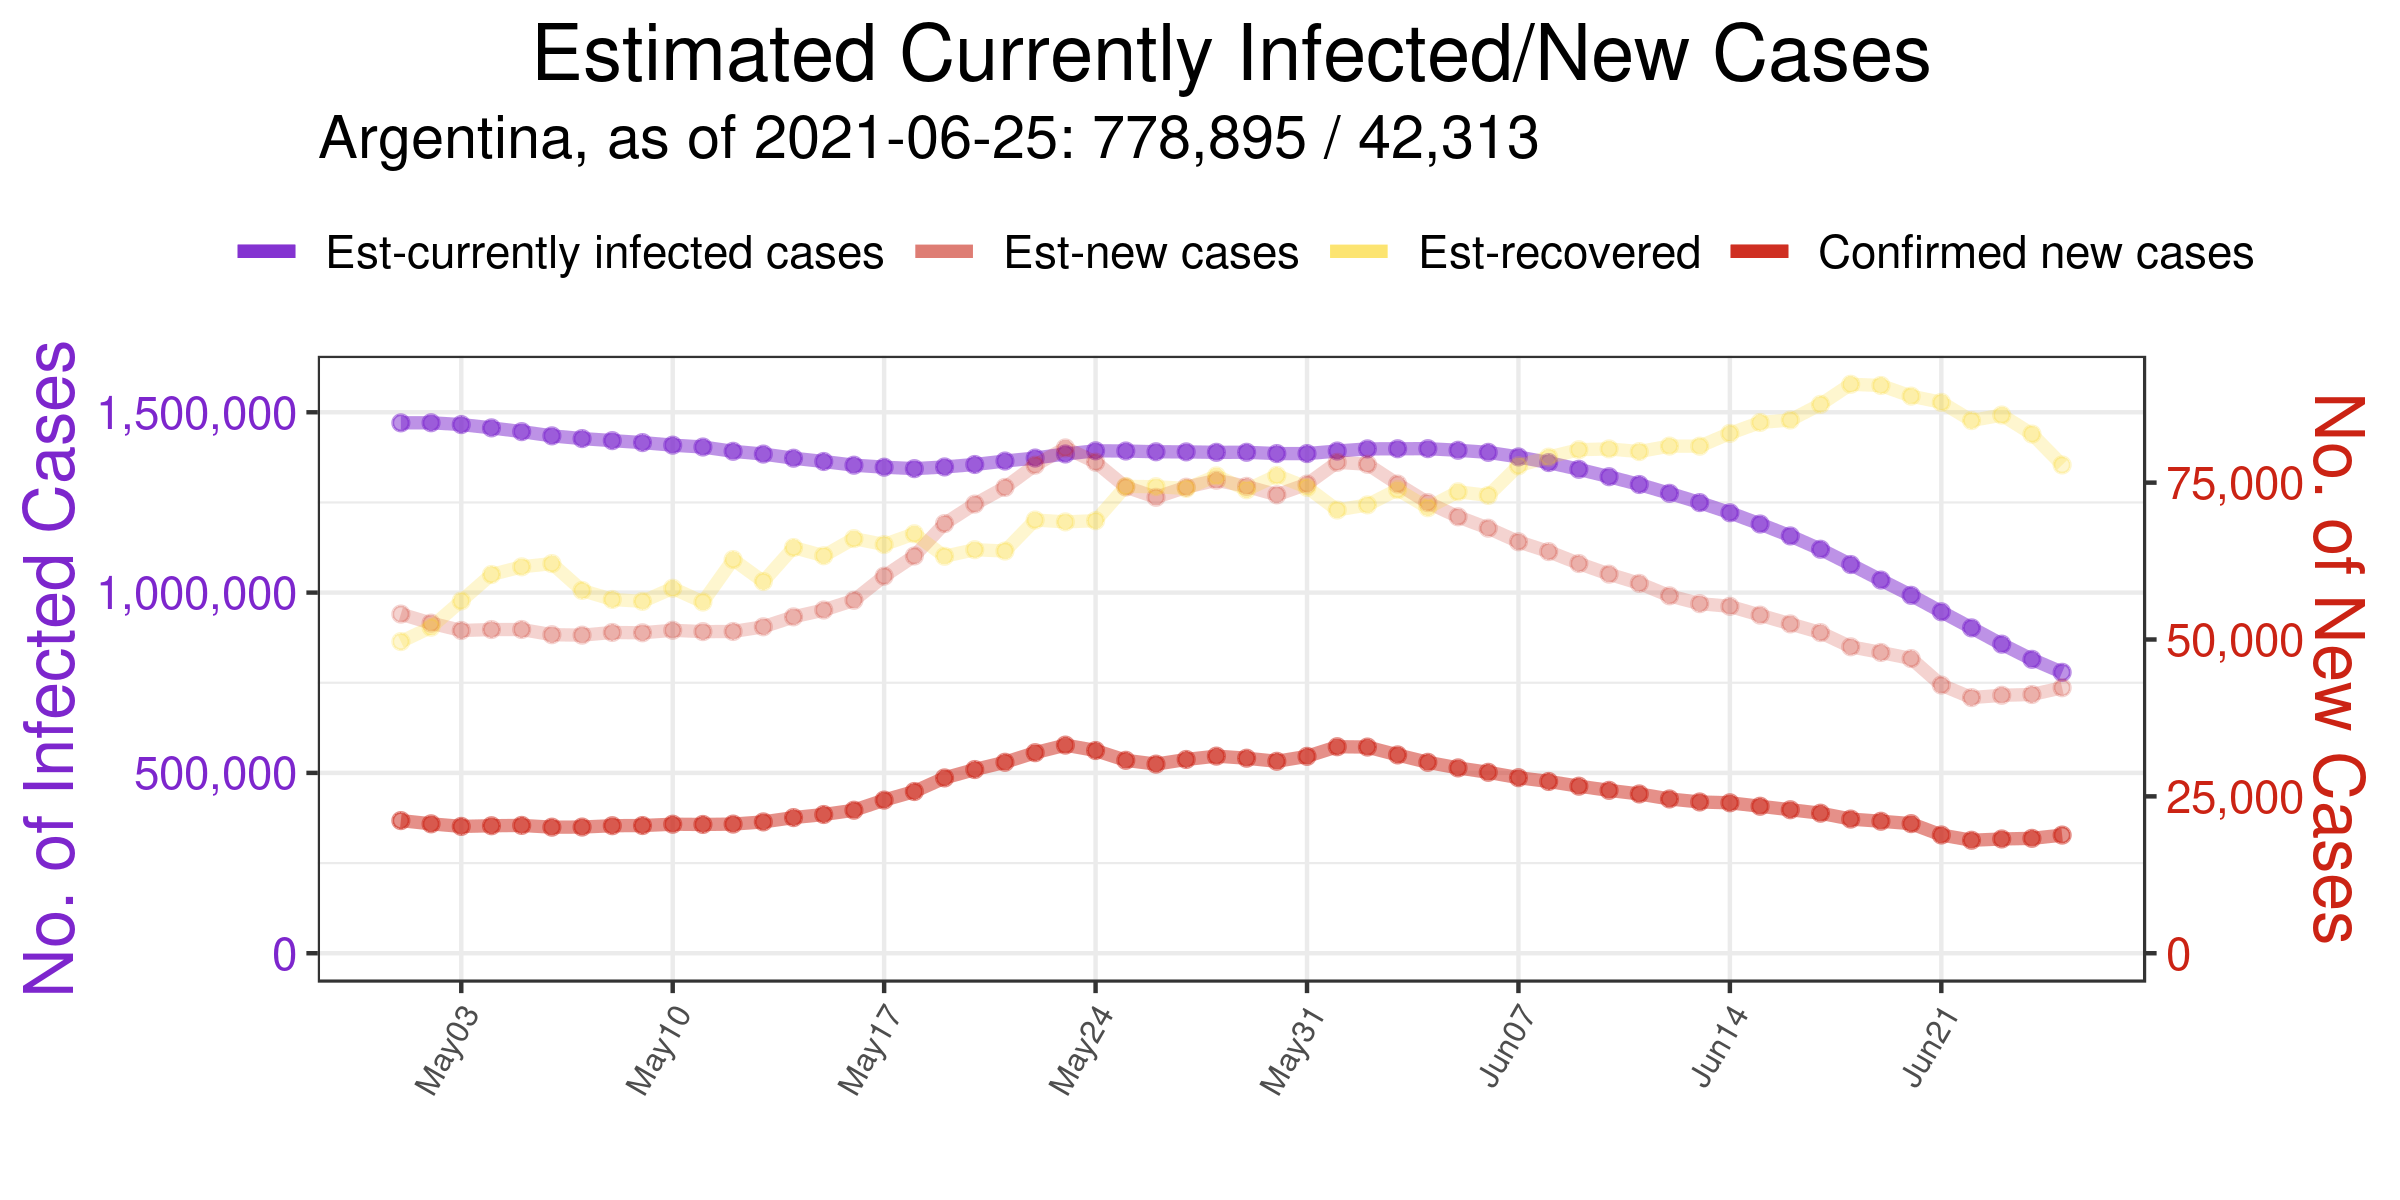 Estimated Currently Infected/New Cases
Argentina, as of 2021-06-25: 778,895 / 42,313
Est-currently infected cases Est-new cases Est-recovered Confirmed new cases
No. of Infected Cases
1,500,000
1,000,000
500,000
0
75,000
50,000
25,000
0
No. of New Cases
May03 May10 May17 May24 May31 Jun07 Jun14 Jun21